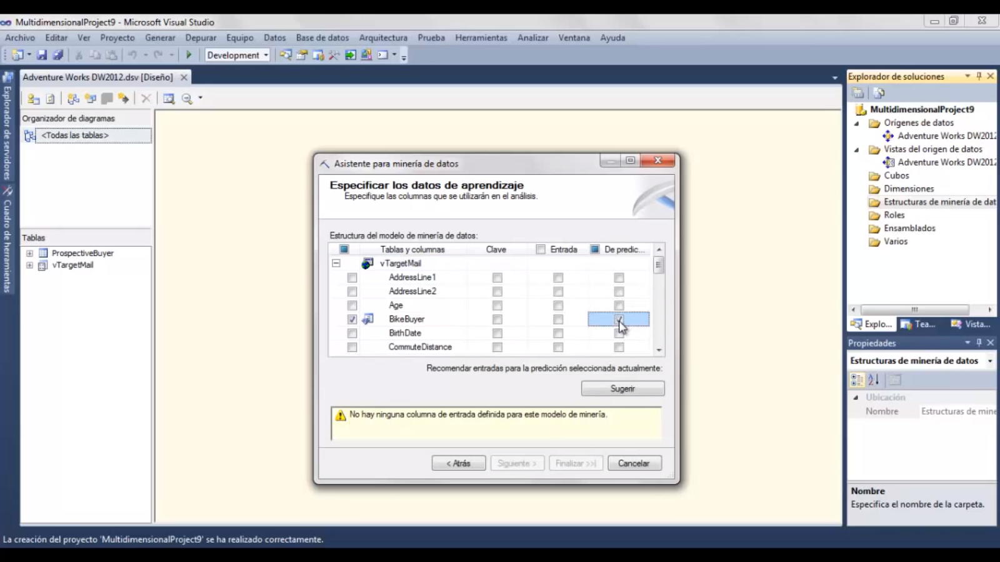 MultidimensionalProject9 - Microsoft Visual Studio
Archivo Editar Ver Proyecto Generar Depurar Equipo Datos Base de datos Arquitectura Prueba Herramientas Analizar Ventana Ayuda
Development
Explorador de servidores
Cuadro de herramientas
Adventure Works DW2012.dsv [Diseño]
Organizador de diagramas
<Todas las tablas>
Tablas
ProspectiveBuyer
vTargetMail
Asistente para minería de datos
Especificar los datos de aprendizaje
Especifique las columnas que se utilizarán en el análisis.
Estructura del modelo de minería de datos:
Tablas y columnas Clave Entrada De predic...
vTargetMail
AddressLine1
AddressLine2
Age
BikeBuyer
BirthDate
CommuteDistance
Recomendar entradas para la predicción seleccionada actualmente:
Sugerir
No hay ninguna columna de entrada definida para este modelo de minería.
< Atrás Siguiente > Finalizar >>| Cancelar
Explorador de soluciones
MultidimensionalProject9
Orígenes de datos
Adventure Works DW2012
Vistas del origen de datos
Adventure Works DW2012
Cubos
Dimensiones
Estructuras de minería de dat
Roles
Ensamblados
Varios
Explo... Tea... Vista...
Propiedades
Estructuras de minería de datos
Ubicación
Nombre Estructuras de mine
Nombre
Especifica el nombre de la carpeta.
La creación del proyecto 'MultidimensionalProject9' se ha realizado correctamente.